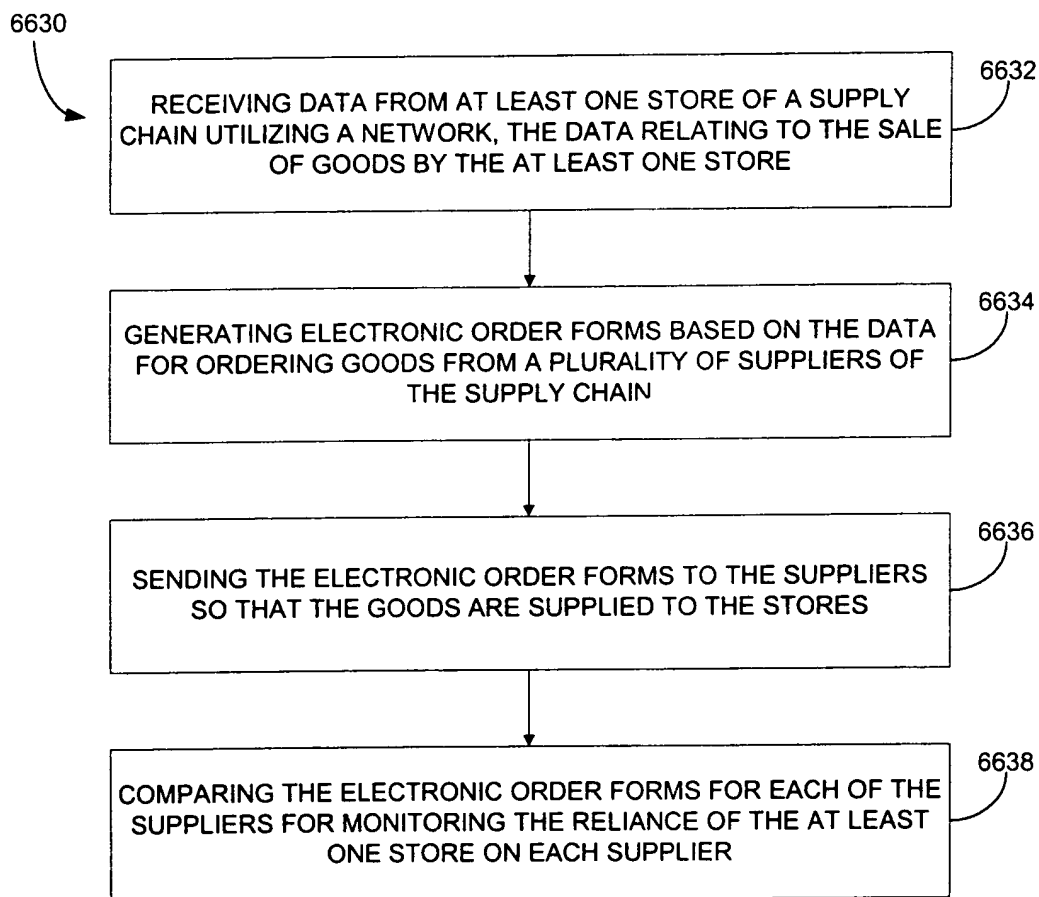 6630
6632
RECEIVING DATA FROM AT LEAST ONE STORE OF A SUPPLY
CHAIN UTILIZING A NETWORK, THE DATA RELATING TO THE SALE
OF GOODS BY THE AT LEAST ONE STORE
6634
GENERATING ELECTRONIC ORDER FORMS BASED ON THE DATA
FOR ORDERING GOODS FROM A PLURALITY OF SUPPLIERS OF
THE SUPPLY CHAIN
6636
SENDING THE ELECTRONIC ORDER FORMS TO THE SUPPLIERS
SO THAT THE GOODS ARE SUPPLIED TO THE STORES
6638
COMPARING THE ELECTRONIC ORDER FORMS FOR EACH OF THE
SUPPLIERS FOR MONITORING THE RELIANCE OF THE AT LEAST
ONE STORE ON EACH SUPPLIER